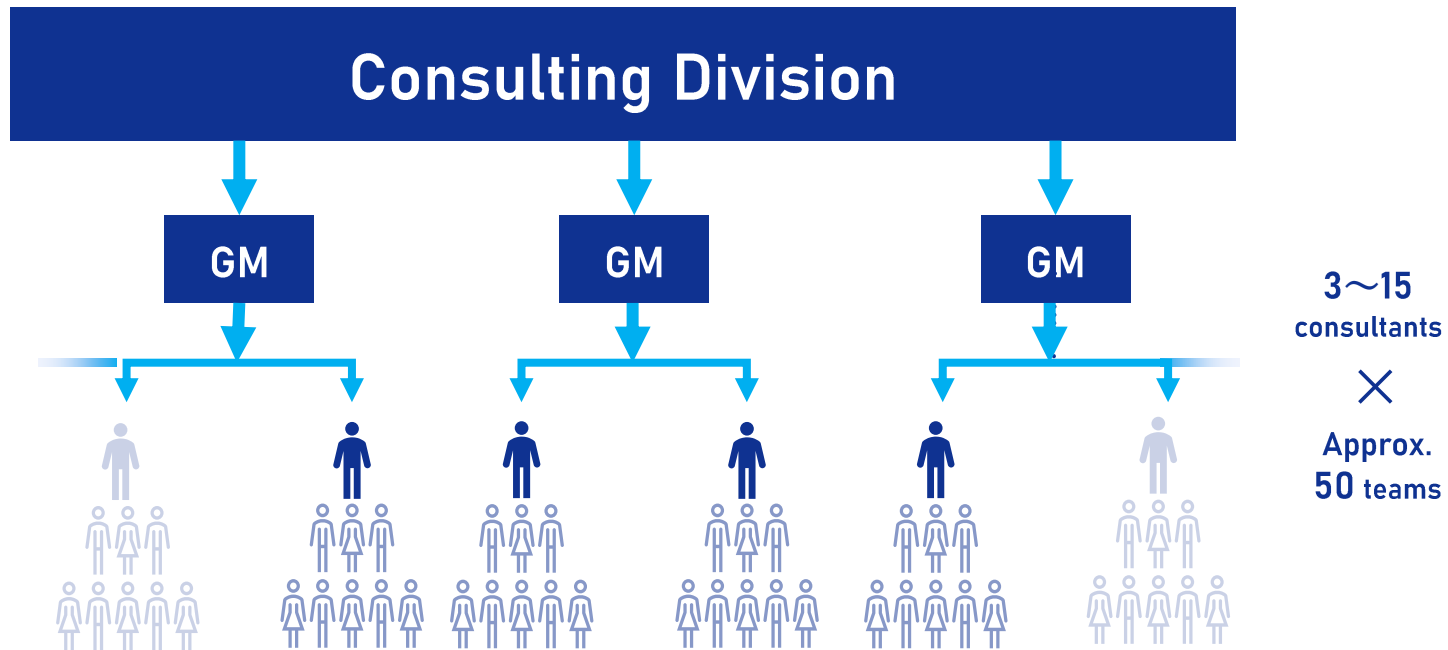 Consulting Division
GM
GM
GM
3～15
consultants
×
Approx.
50 teams